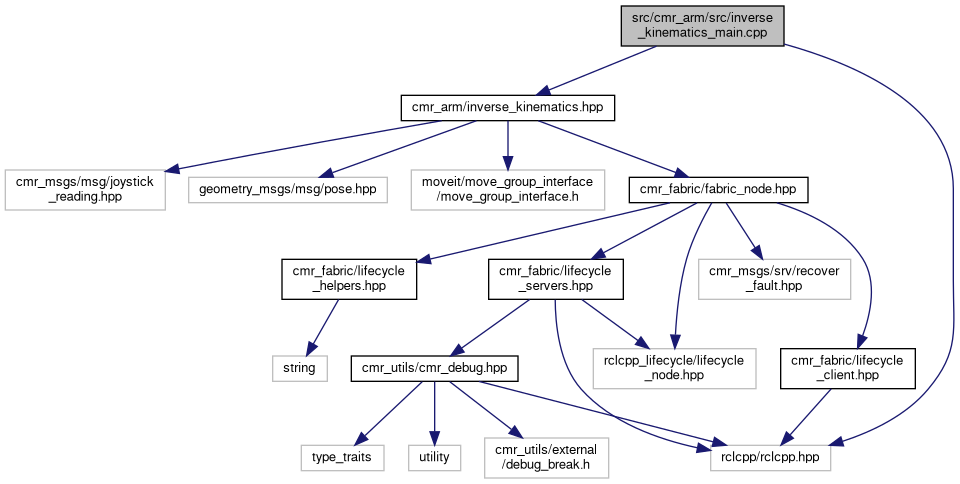 src/cmr_arm/src/inverse
_kinematics_main.cpp
cmr_arm/inverse_kinematics.hpp
cmr_msgs/msg/joystick
_reading.hpp
geometry_msgs/msg/pose.hpp
moveit/move_group_interface
/move_group_interface.h
cmr_fabric/fabric_node.hpp
cmr_fabric/lifecycle
_helpers.hpp
cmr_fabric/lifecycle
_servers.hpp
cmr_msgs/srv/recover
_fault.hpp
string
cmr_utils/cmr_debug.hpp
rclcpp_lifecycle/lifecycle
_node.hpp
cmr_fabric/lifecycle
_client.hpp
type_traits
utility
cmr_utils/external
/debug_break.h
rclcpp/rclcpp.hpp